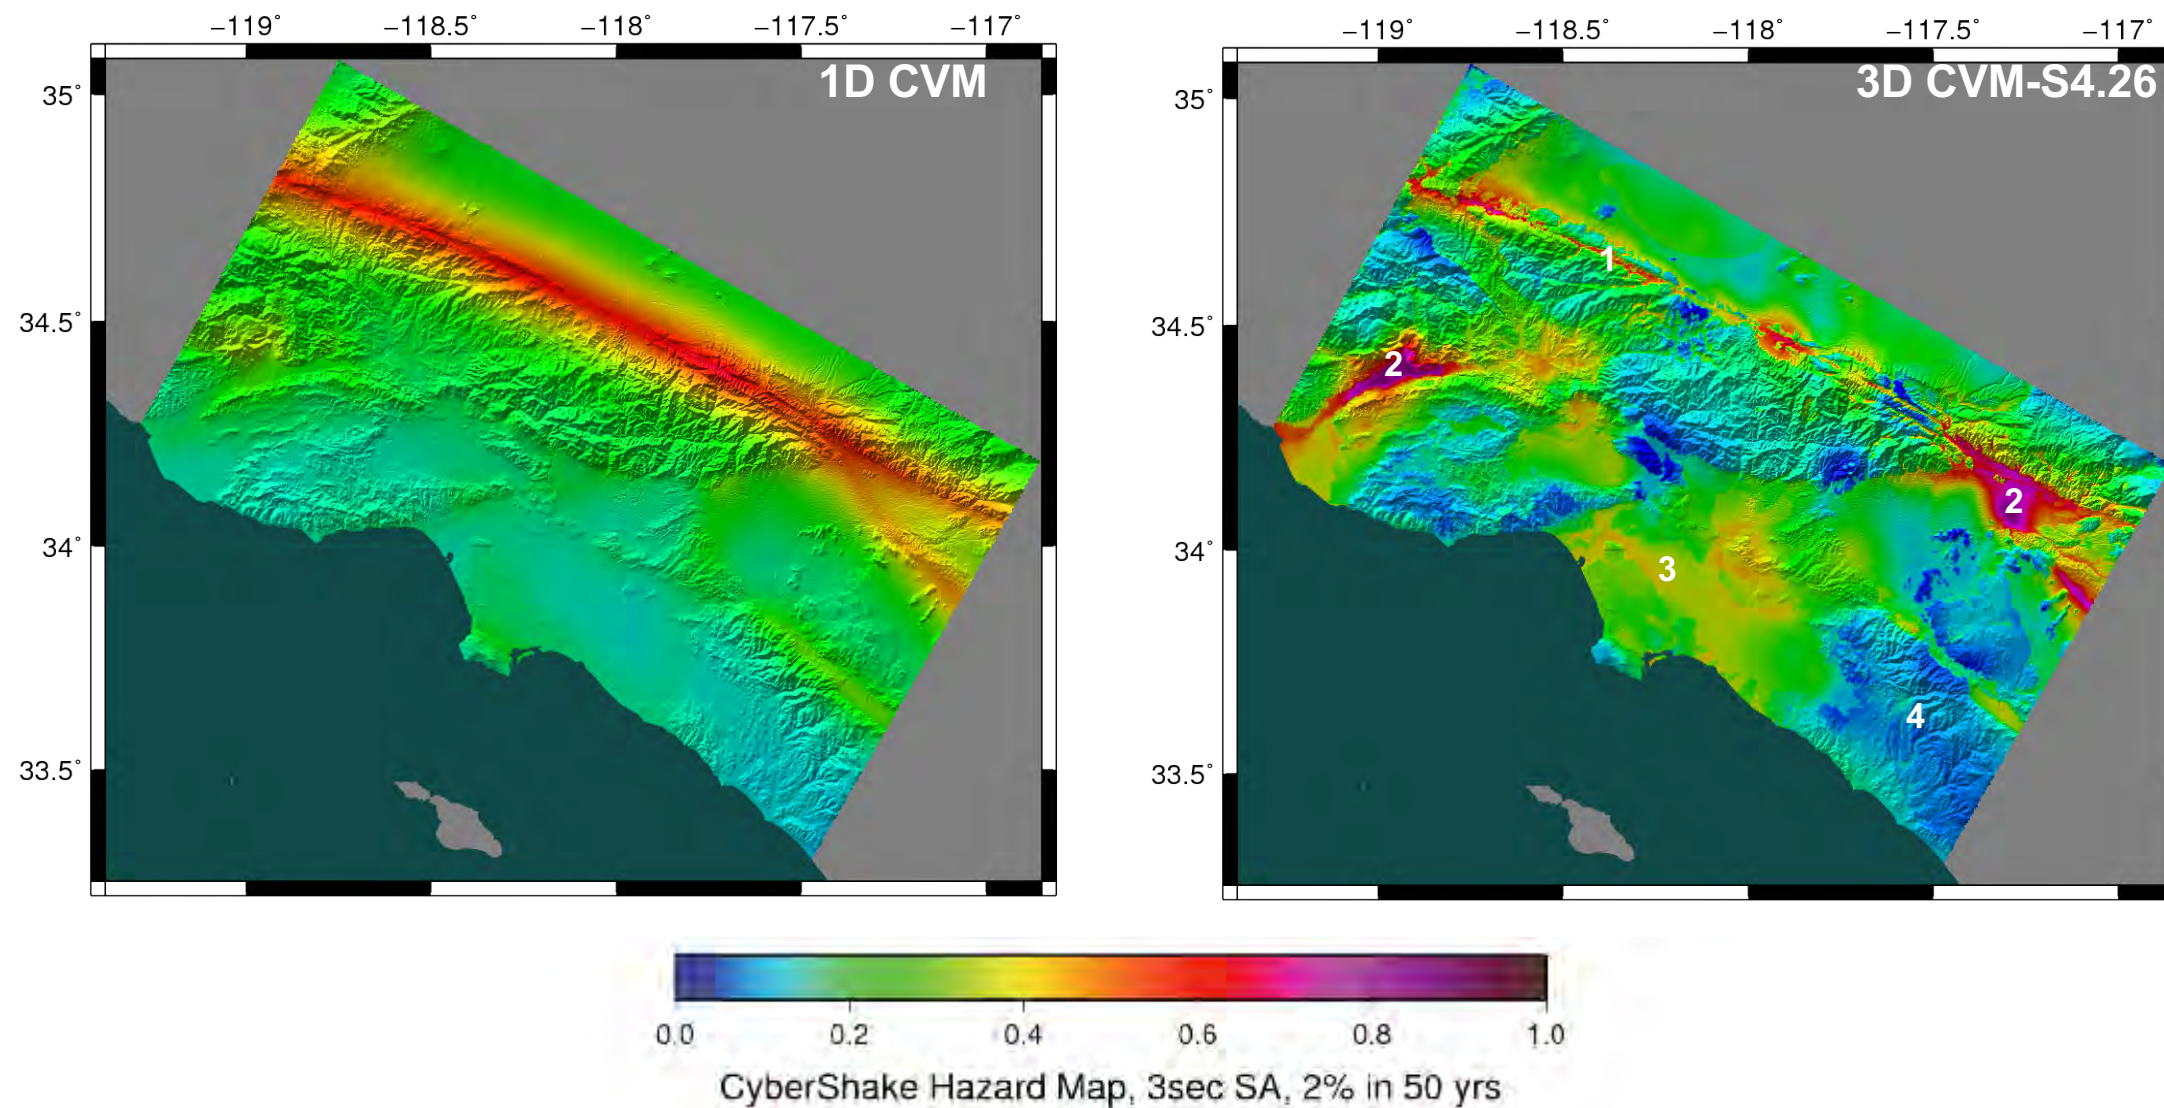 −119° −118.5° −118° −117.5° −117°
1D CVM
35°
34.5°
34°
33.5°
−119° −118.5° −118° −117.5° −117°
3D CVM-S4.26
35°
34.5°
34°
33.5°
1
2
2
3
4
0.0 0.2 0.4 0.6 0.8 1.0
CyberShake Hazard Map, 3sec SA, 2% in 50 yrs